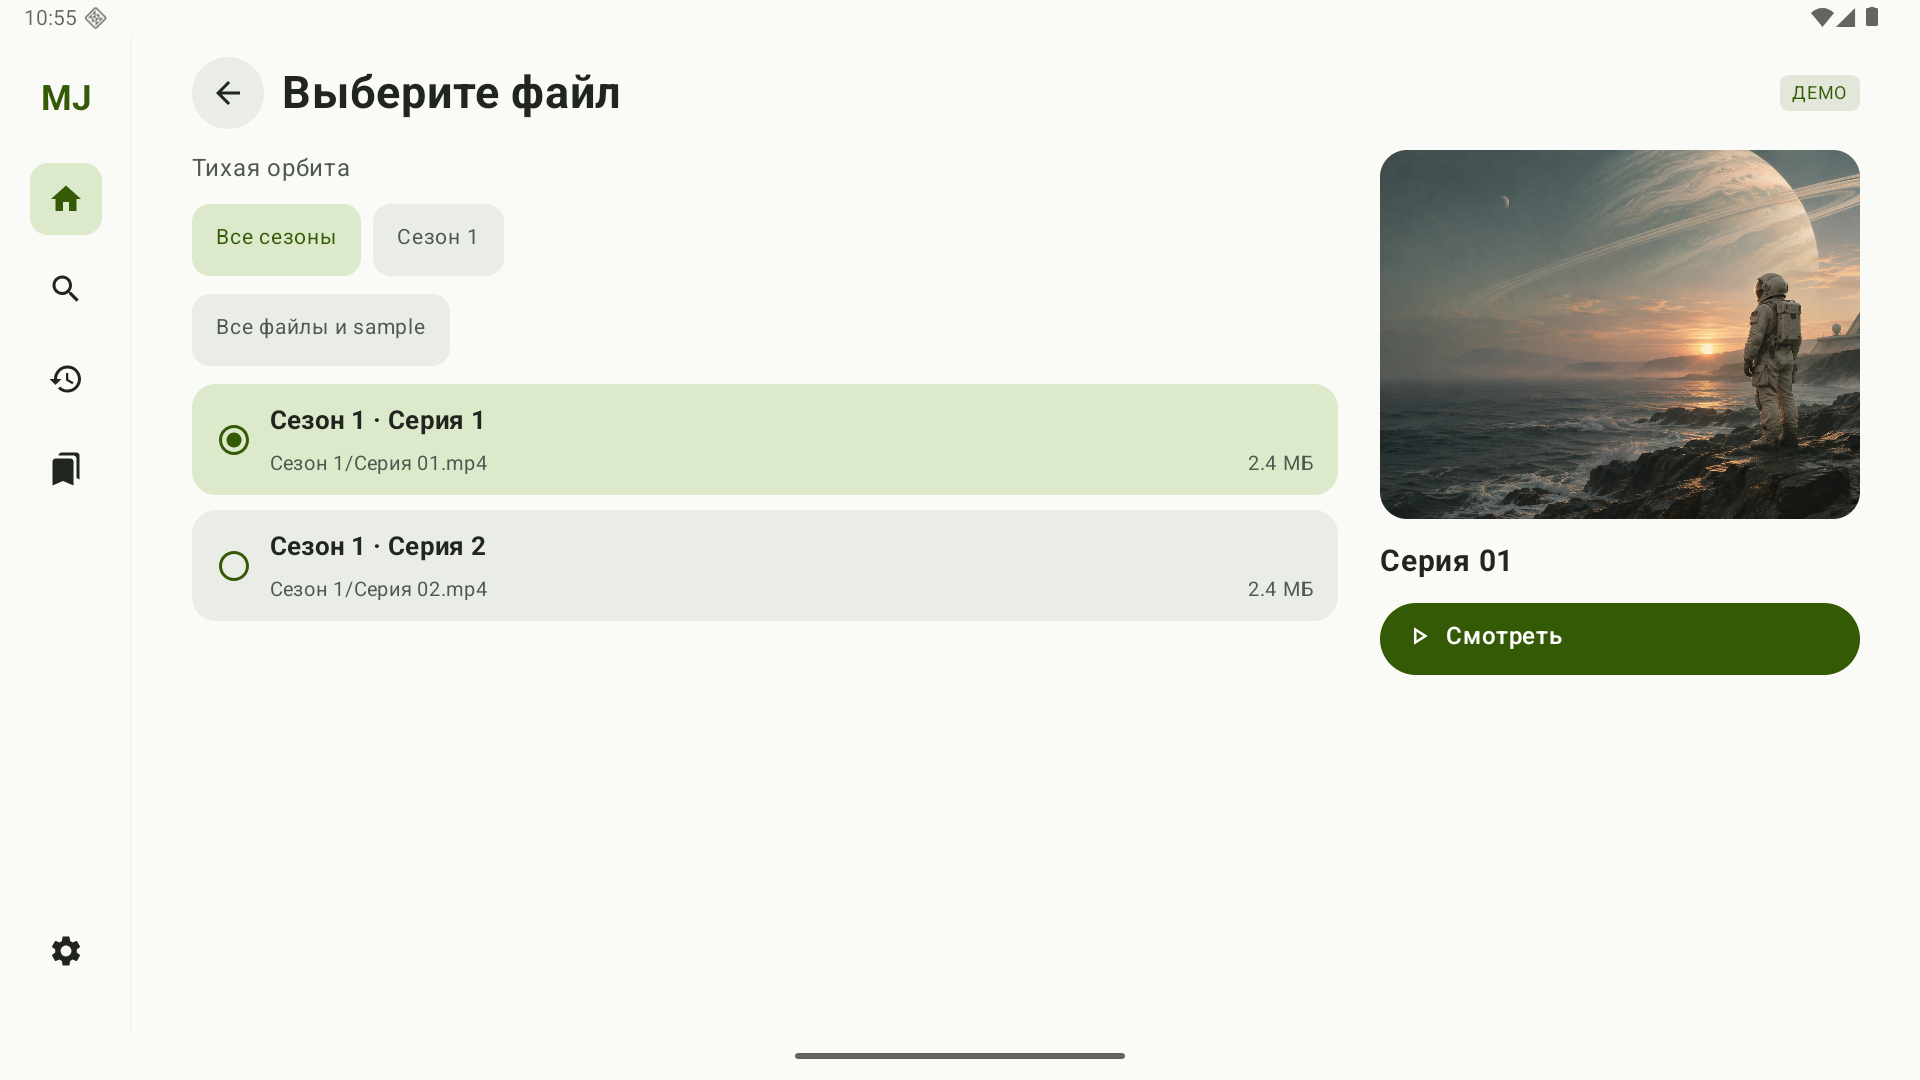 10:55
MJ
Выберите файл
ДЕМО
Тихая орбита
Все сезоны
Сезон 1
Все файлы и sample
Сезон 1 · Серия 1
Сезон 1/Серия 01.mp4
2.4 МБ
Сезон 1 · Серия 2
Сезон 1/Серия 02.mp4
2.4 МБ
Серия 01
Смотреть